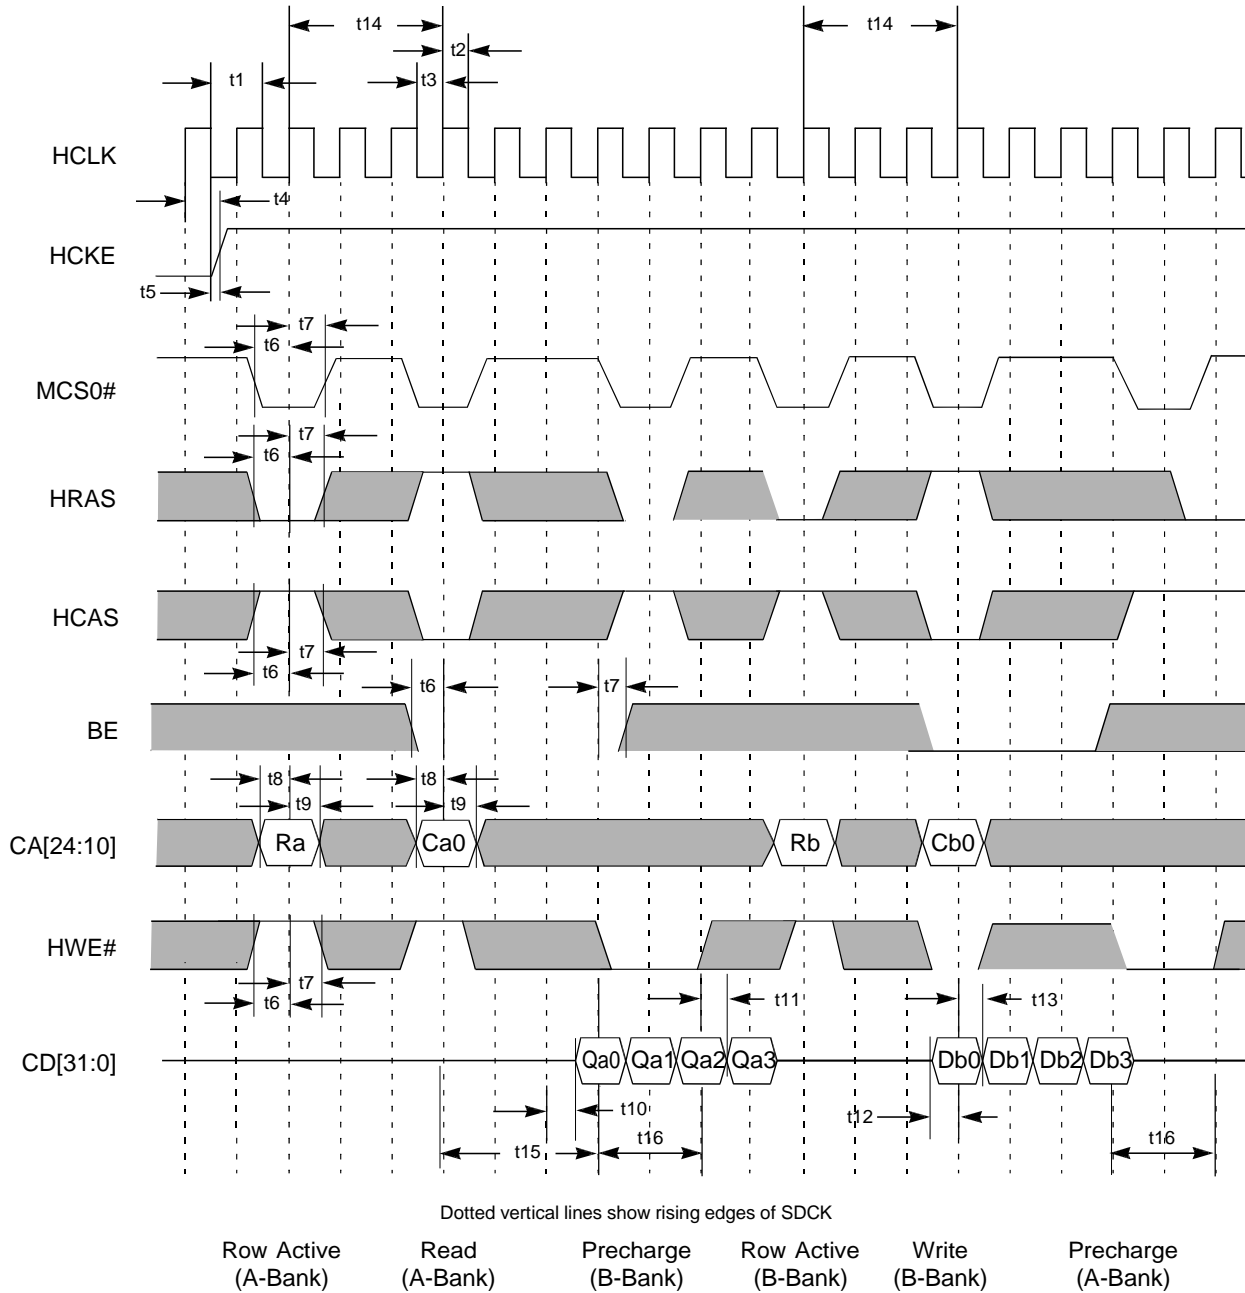 t14
t14
t2
t1
t3
HCLK
t4
HCKE
t5
t7
t6
MCS0#
t7
t6
HRAS
HCAS
t7
t6
t6
t7
BE
t8
t8
t9
t9
CA[24:10]
Ra
Ca0
Rb
Cb0
HWE#
t7
t6
t11
t13
CD[31:0]
Qa0
Qa1
Qa2
Qa3
Db0
Db1
Db2
Db3
t10
t12
t15
t16
t16
Dotted vertical lines show rising edges of SDCK
Row Active
(A-Bank)
Read
(A-Bank)
Precharge
(B-Bank)
Row Active
(B-Bank)
Write
(B-Bank)
Precharge
(A-Bank)